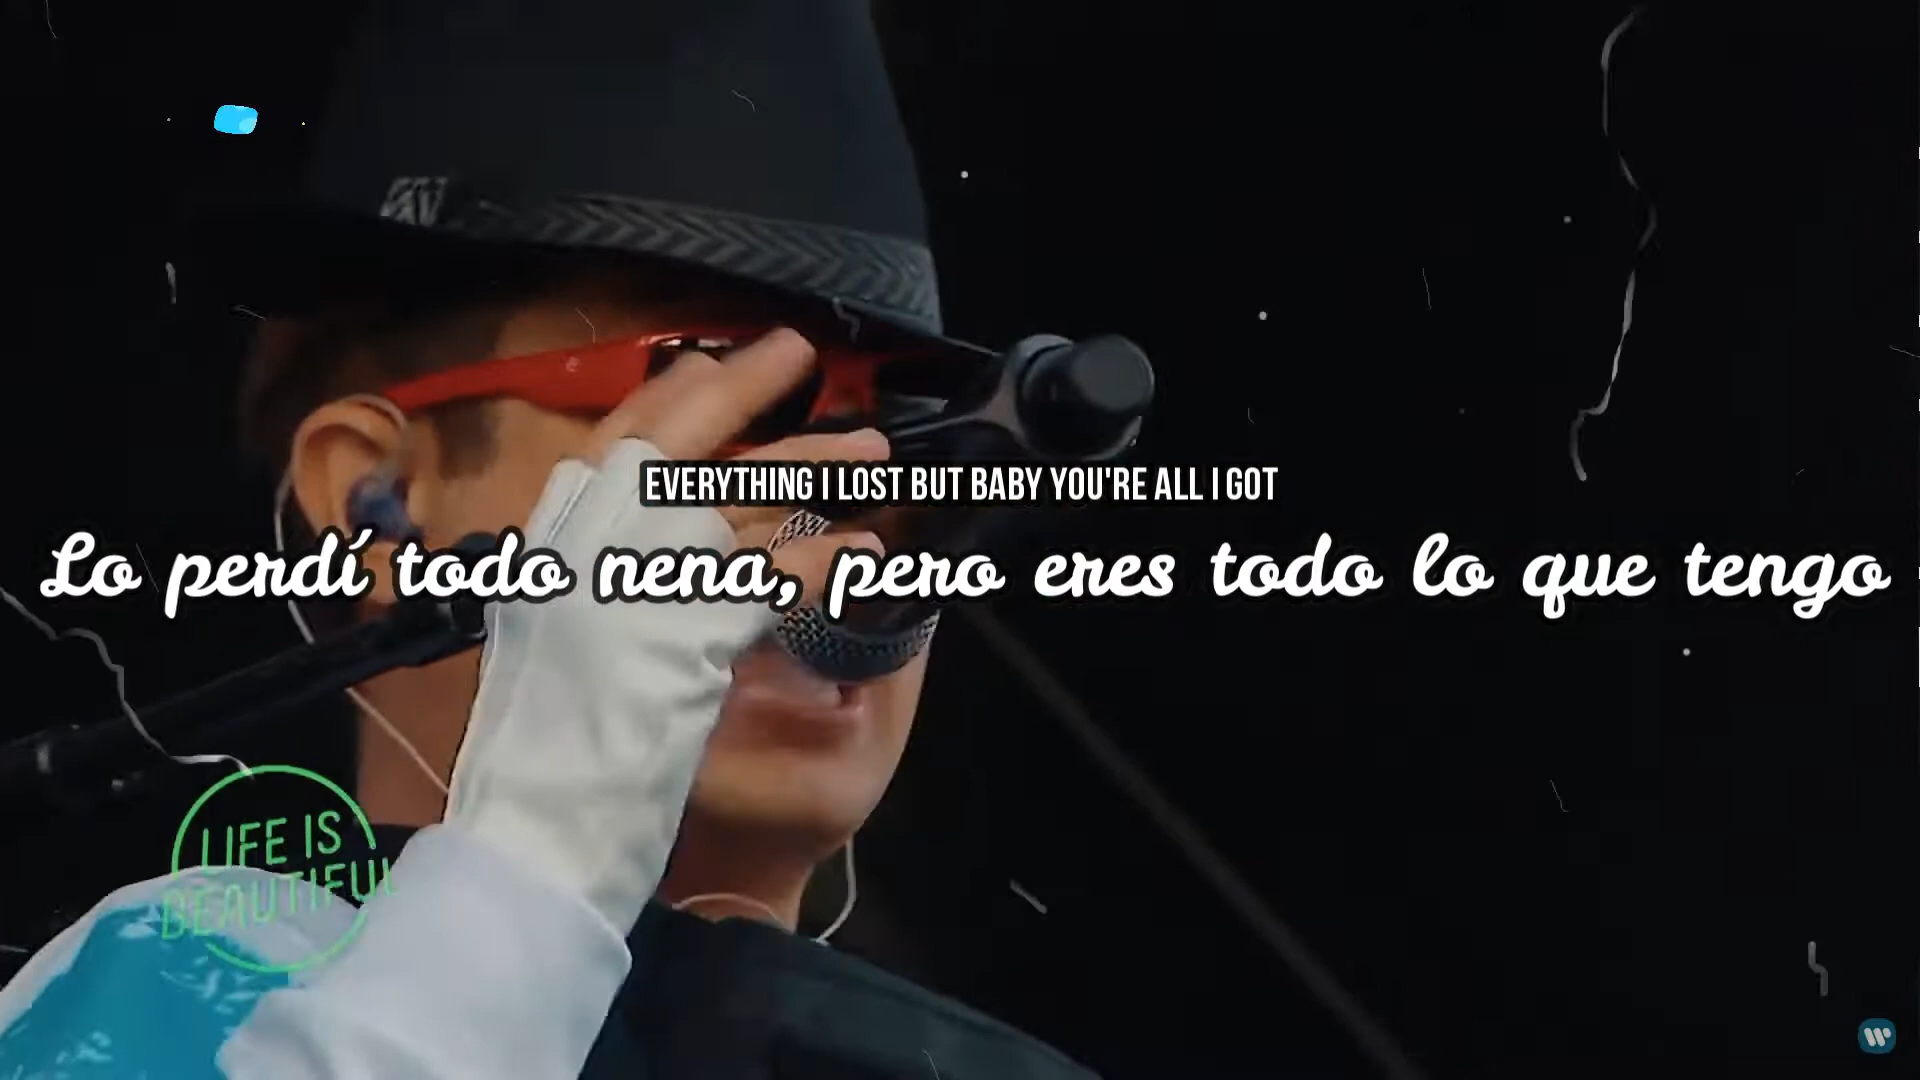 EVERYTHING I LOST BUT BABY YOU'RE ALL I GOT
Lo perdí todo nena, pero eres todo lo que tengo
LIFE IS
BEAUTIFUL